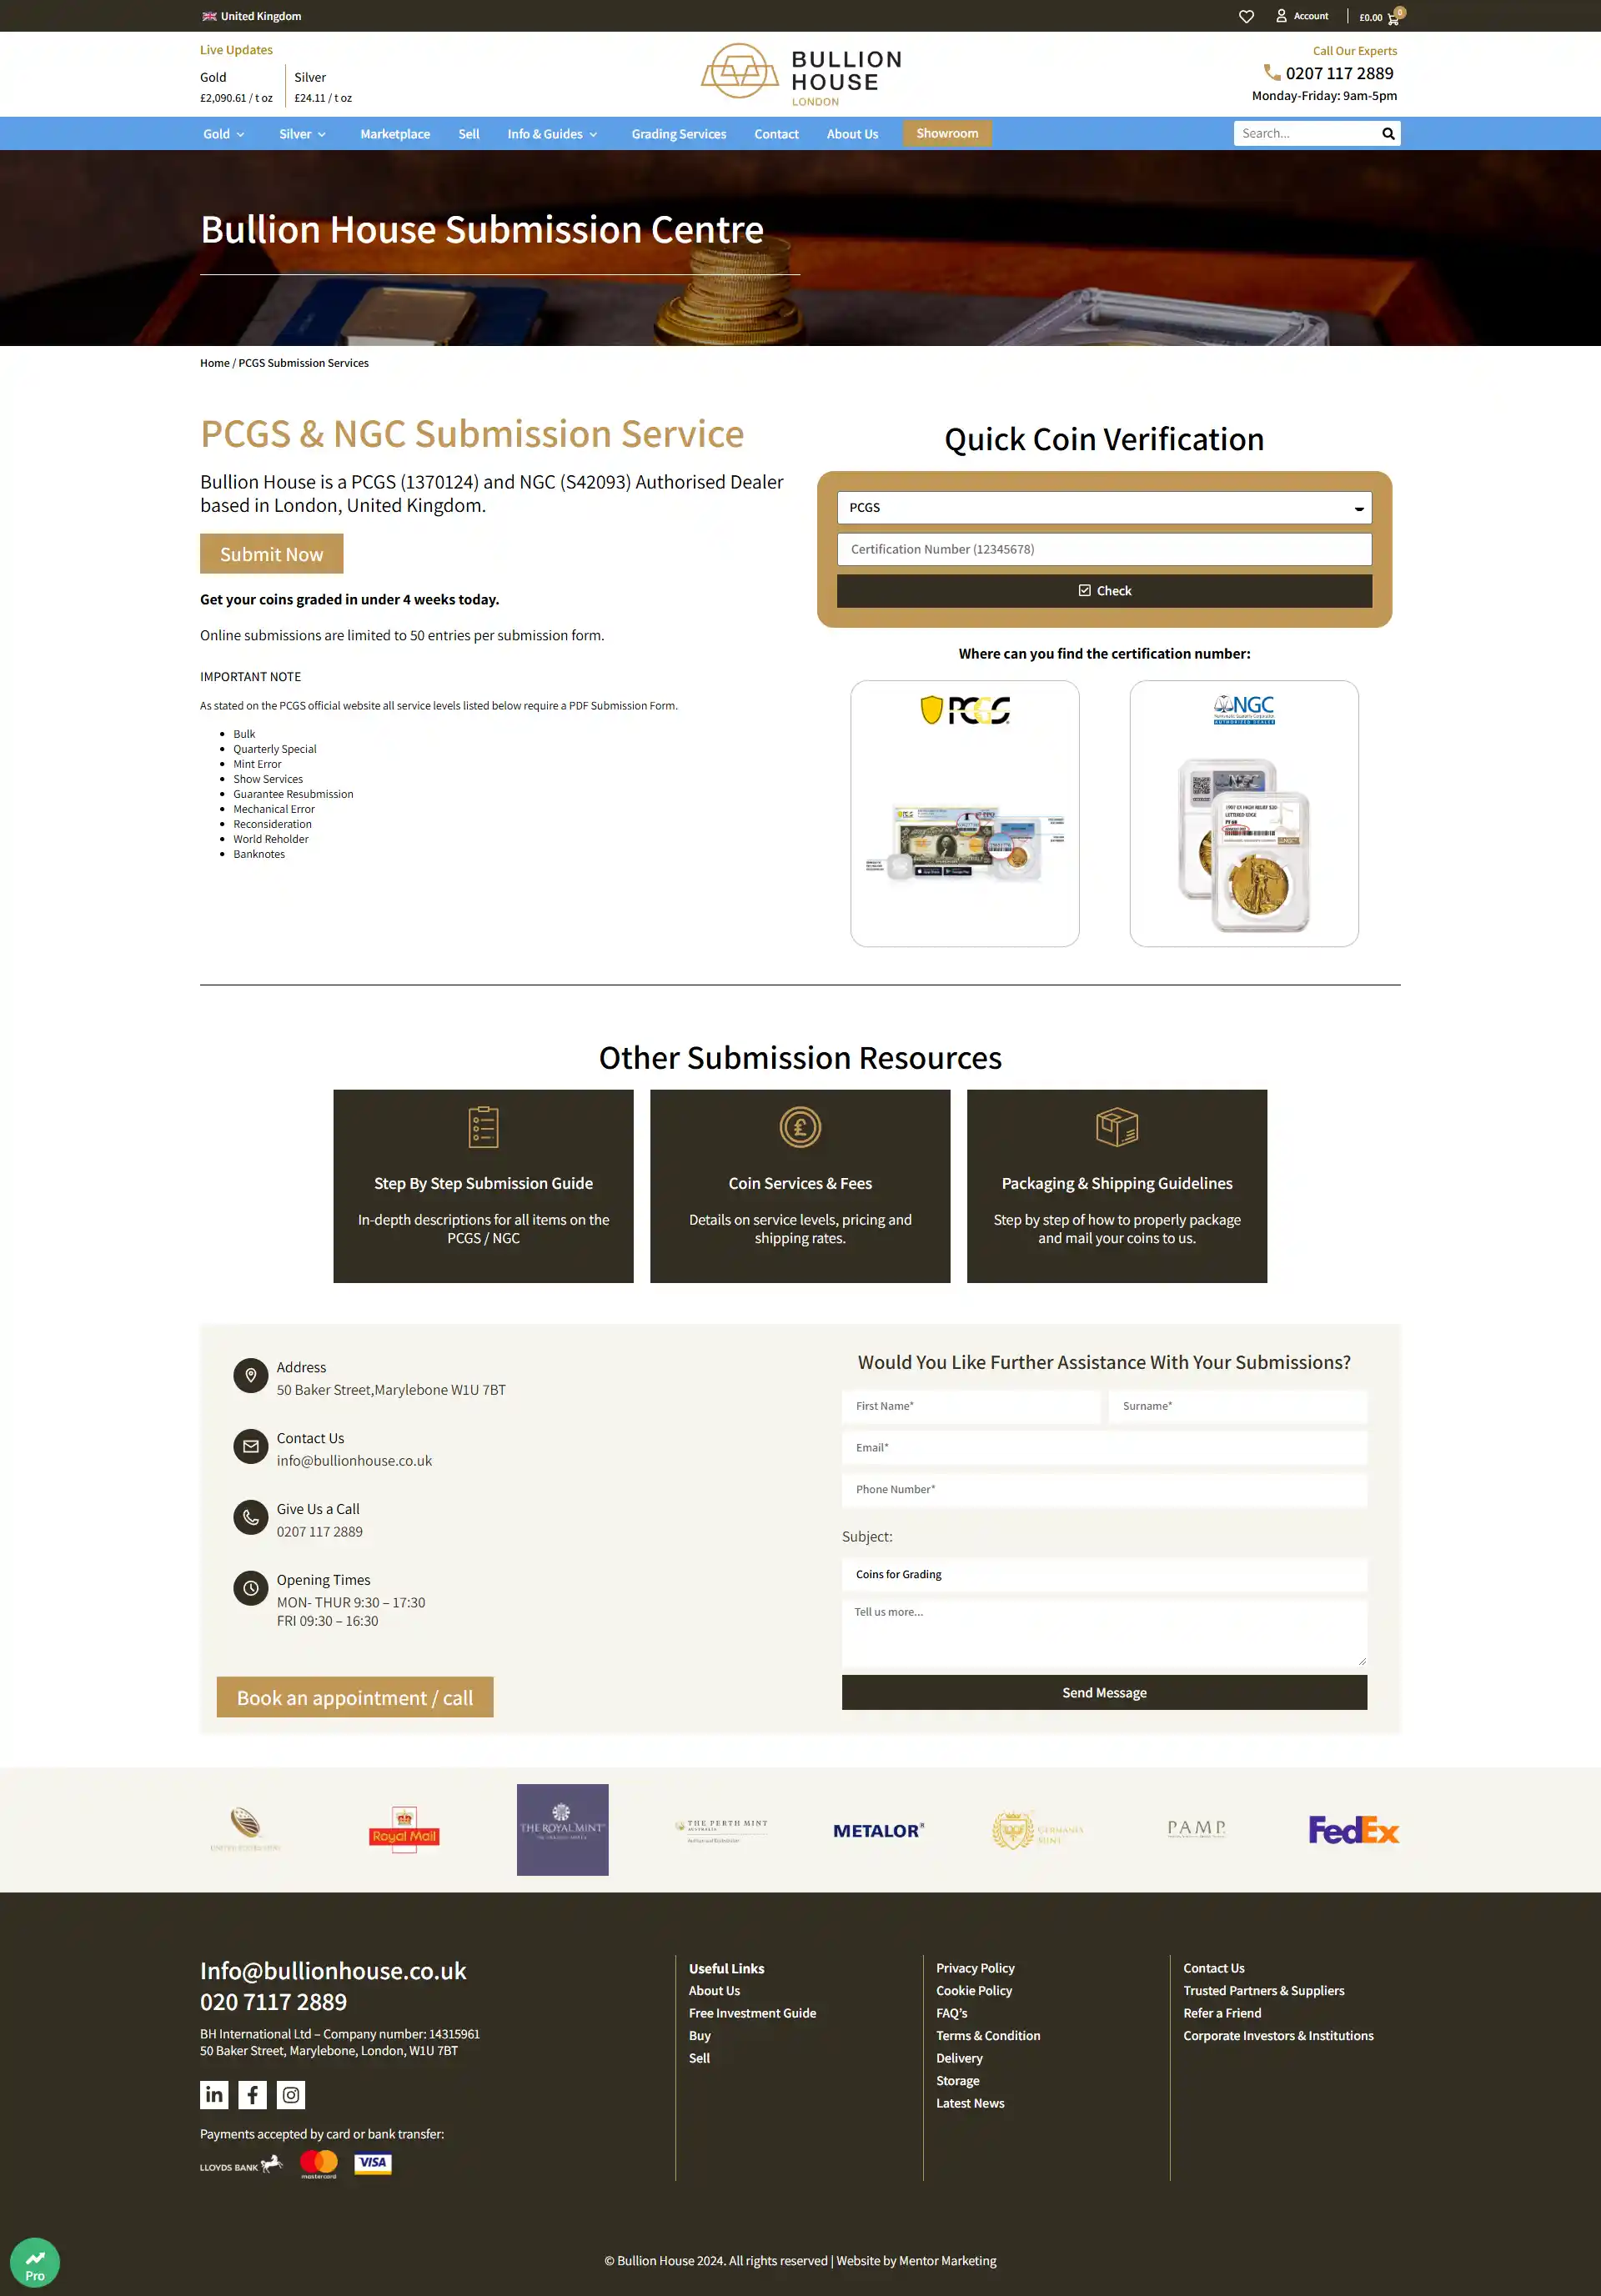 United Kingdom
Account
£0.00
0
Live Updates
Gold
Silver
£2,090.61 / t oz
£24.11 / t oz
BULLION
HOUSE
LONDON
Call Our Experts
0207 117 2889
Monday-Friday: 9am-5pm
Gold
Silver
Marketplace
Sell
Info & Guides
Grading Services
Contact
About Us
Showroom
Search...
Bullion House Submission Centre
Home / PCGS Submission Services
PCGS & NGC Submission Service
Bullion House is a PCGS (1370124) and NGC (S42093) Authorised Dealer
based in London, United Kingdom.
Submit Now
Get your coins graded in under 4 weeks today.
Online submissions are limited to 50 entries per submission form.
IMPORTANT NOTE
As stated on the PCGS official website all service levels listed below require a PDF Submission Form.
Bulk
Quarterly Special
Mint Error
Show Services
Guarantee Resubmission
Mechanical Error
Reconsideration
World Reholder
Banknotes
Quick Coin Verification
PCGS
Certification Number (12345678)
Check
Where can you find the certification number:
PCGS
NGC
Other Submission Resources
Step By Step Submission Guide
In-depth descriptions for all items on the
PCGS / NGC
Coin Services & Fees
Details on service levels, pricing and
shipping rates.
Packaging & Shipping Guidelines
Step by step of how to properly package
and mail your coins to us.
Address
50 Baker Street,Marylebone W1U 7BT
Contact Us
info@bullionhouse.co.uk
Give Us a Call
0207 117 2889
Opening Times
MON- THUR 9:30 – 17:30
FRI 09:30 – 16:30
Book an appointment / call
Would You Like Further Assistance With Your Submissions?
First Name*
Surname*
Email*
Phone Number*
Subject:
Coins for Grading
Tell us more...
Send Message
Royal Mail
THE ROYAL MINT
THE PERTH MINT
AUSTRALIA
METALOR
GERMANIA
MINT
PAMP
FedEx
Info@bullionhouse.co.uk
020 7117 2889
BH International Ltd – Company number: 14315961
50 Baker Street, Marylebone, London, W1U 7BT
Payments accepted by card or bank transfer:
LLOYDS BANK
mastercard
VISA
Useful Links
About Us
Free Investment Guide
Buy
Sell
Privacy Policy
Cookie Policy
FAQ's
Terms & Condition
Delivery
Storage
Latest News
Contact Us
Trusted Partners & Suppliers
Refer a Friend
Corporate Investors & Institutions
Pro
© Bullion House 2024. All rights reserved | Website by Mentor Marketing